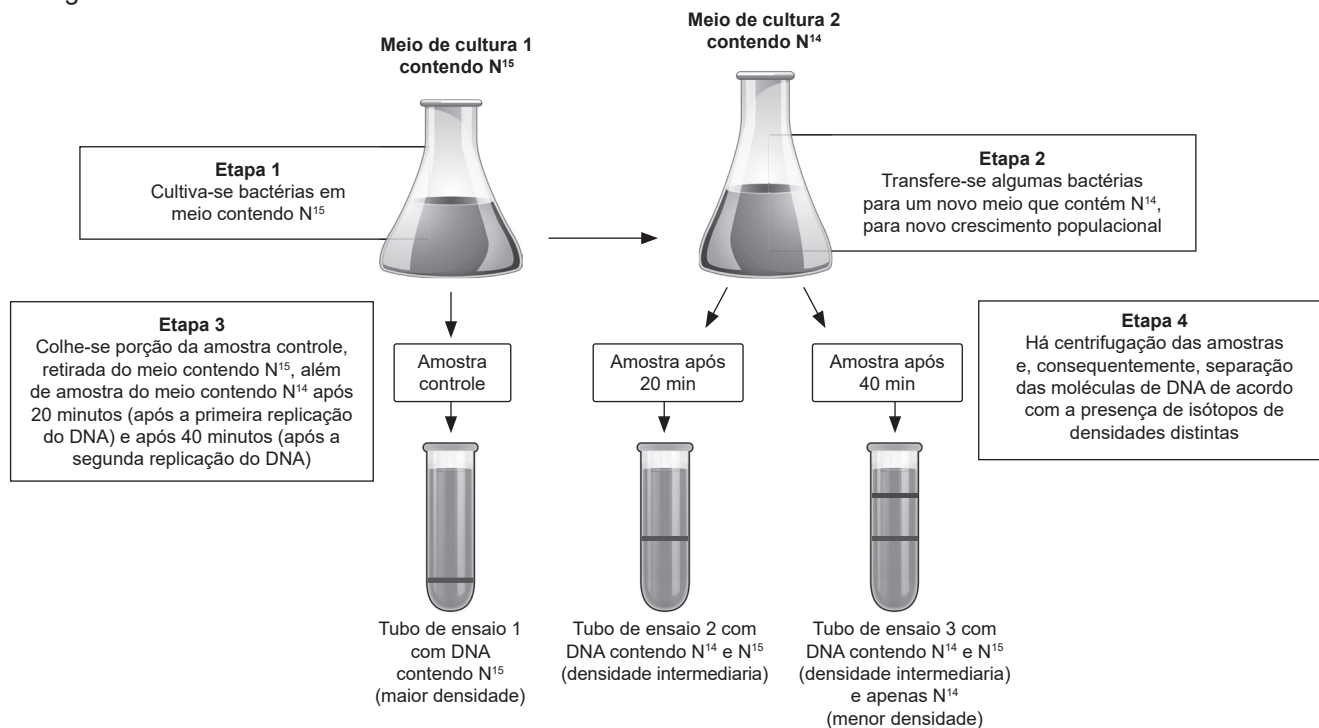 Meio de cultura 1
contendo N¹⁵
Meio de cultura 2
contendo N¹⁴
Etapa 1
Cultiva-se bactérias em
meio contendo N¹⁵
Etapa 2
Transfere-se algumas bactérias
para um novo meio que contém N¹⁴,
para novo crescimento populacional
Etapa 3
Colhe-se porção da amostra controle,
retirada do meio contendo N¹⁵, além
de amostra do meio contendo N¹⁴ após
20 minutos (após a primeira replicação
do DNA) e após 40 minutos (após a
segunda replicação do DNA)
Amostra
controle
Amostra após
20 min
Amostra após
40 min
Etapa 4
Há centrifugação das amostras
e, consequentemente, separação
das moléculas de DNA de acordo
com a presença de isótopos de
densidades distintas
Tubo de ensaio 1
com DNA
contendo N¹⁵
(maior densidade)
Tubo de ensaio 2 com
DNA contendo N¹⁴ e N¹⁵
(densidade intermediaria)
Tubo de ensaio 3 com
DNA contendo N¹⁴ e N¹⁵
(densidade intermediaria)
e apenas N¹⁴
(menor densidade)